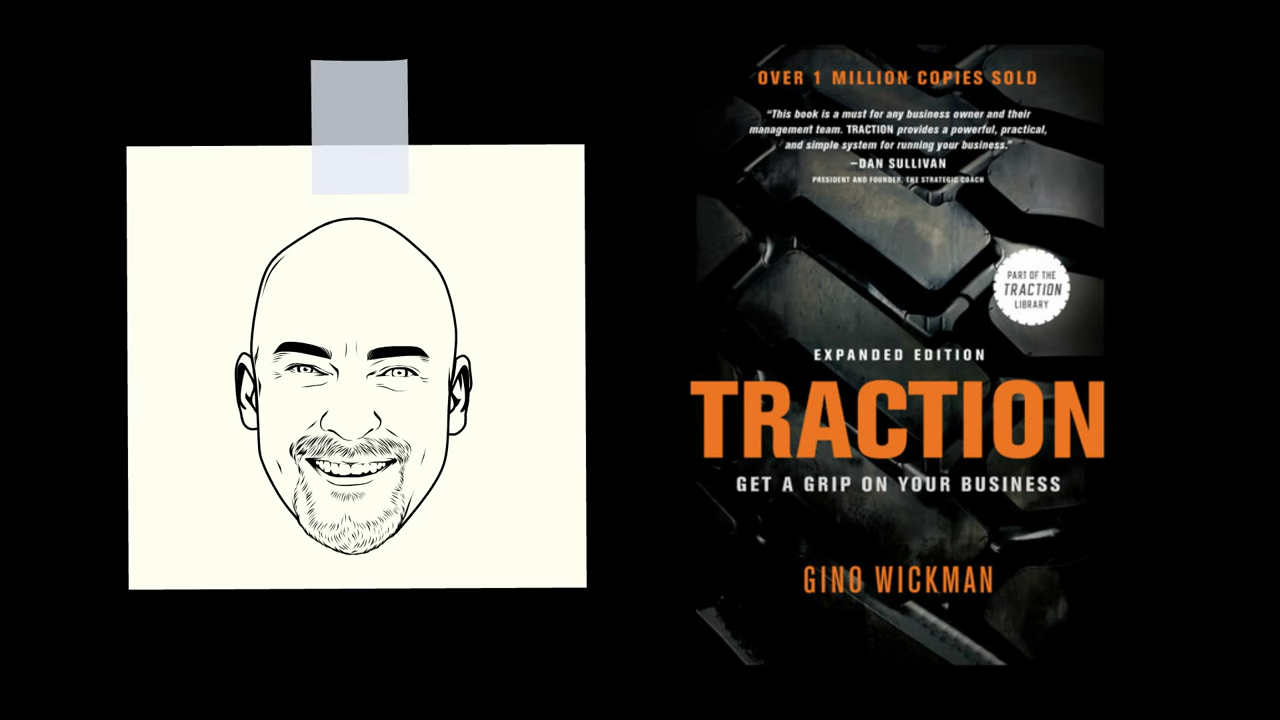 OVER 1 MILLION COPIES SOLD
“This book is a must for any business owner and their
management team. TRACTION provides a powerful, practical,
and simple system for running your business.”
—DAN SULLIVAN
PRESIDENT AND FOUNDER, THE STRATEGIC COACH
PART OF THE
TRACTION
LIBRARY
EXPANDED EDITION
TRACTION
GET A GRIP ON YOUR BUSINESS
GINO WICKMAN